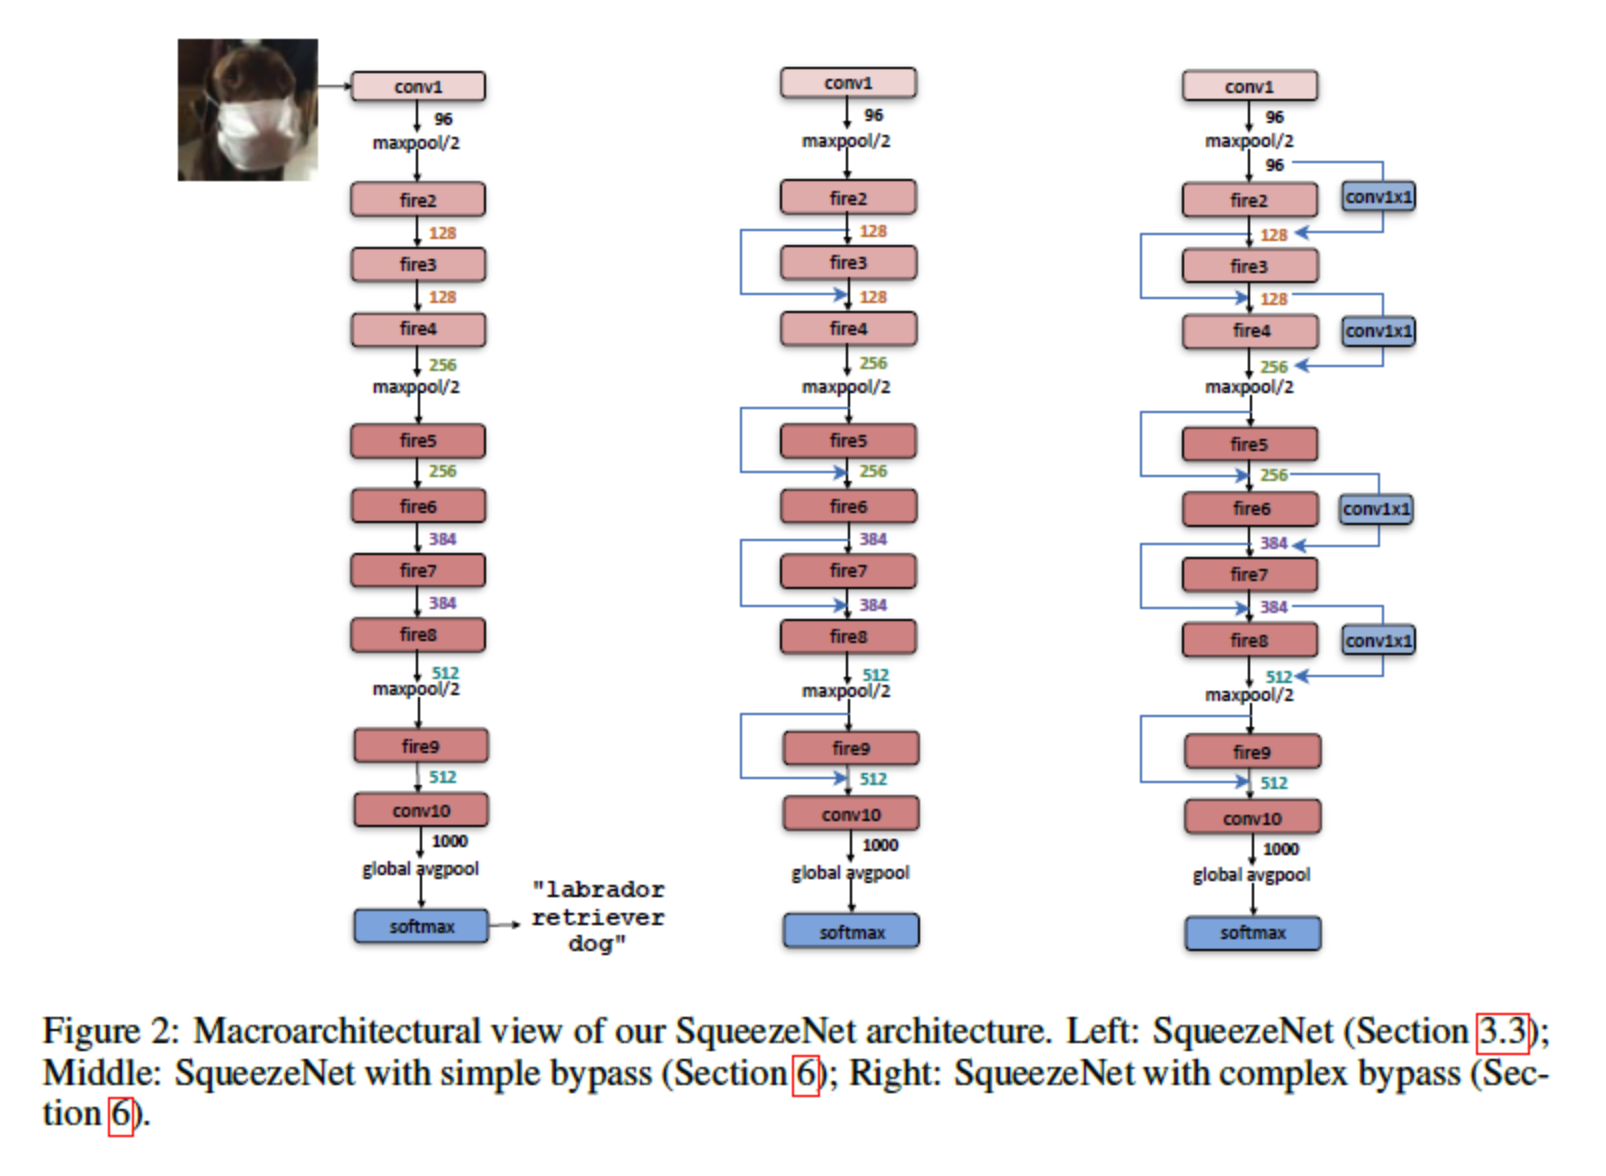 conv1
96
maxpool/2
fire2
128
fire3
128
fire4
256
maxpool/2
fire5
256
fire6
384
fire7
384
fire8
512
maxpool/2
fire9
512
conv10
1000
global avgpool
softmax
"labrador
retriever
dog"
conv1
96
maxpool/2
fire2
128
fire3
128
fire4
256
maxpool/2
fire5
256
fire6
384
fire7
384
fire8
512
maxpool/2
fire9
512
conv10
1000
global avgpool
softmax
conv1
96
maxpool/2
96
fire2
conv1x1
128
fire3
128
fire4
conv1x1
256
maxpool/2
fire5
256
fire6
conv1x1
384
fire7
384
fire8
conv1x1
512
maxpool/2
fire9
512
conv10
1000
global avgpool
softmax
Figure 2: Macroarchitectural view of our SqueezeNet architecture. Left: SqueezeNet (Section 3.3);
Middle: SqueezeNet with simple bypass (Section 6); Right: SqueezeNet with complex bypass (Sec-
tion 6).